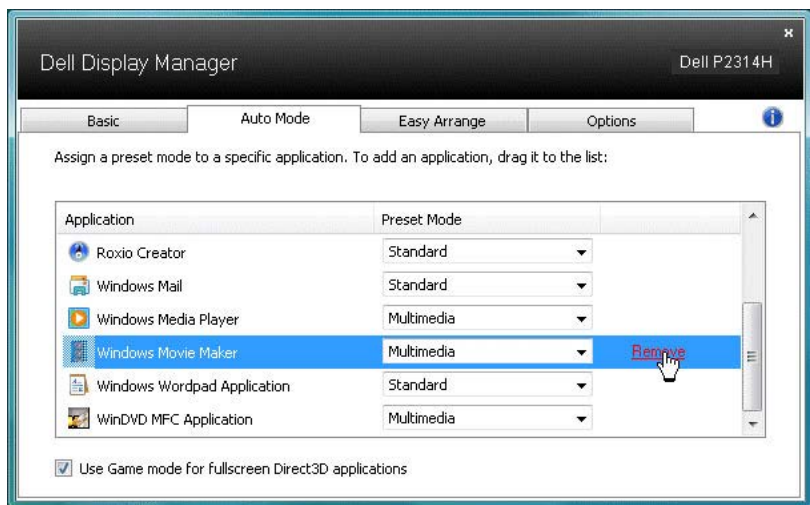 x
Dell Display Manager Dell P2314H
Basic Auto Mode Easy Arrange Options i
Assign a preset mode to a specific application. To add an application, drag it to the list:
Application Preset Mode
Roxio Creator Standard
Windows Mail Standard
Windows Media Player Multimedia
Windows Movie Maker Multimedia Remove
Windows Wordpad Application Standard
WinDVD MFC Application Multimedia
Use Game mode for fullscreen Direct3D applications